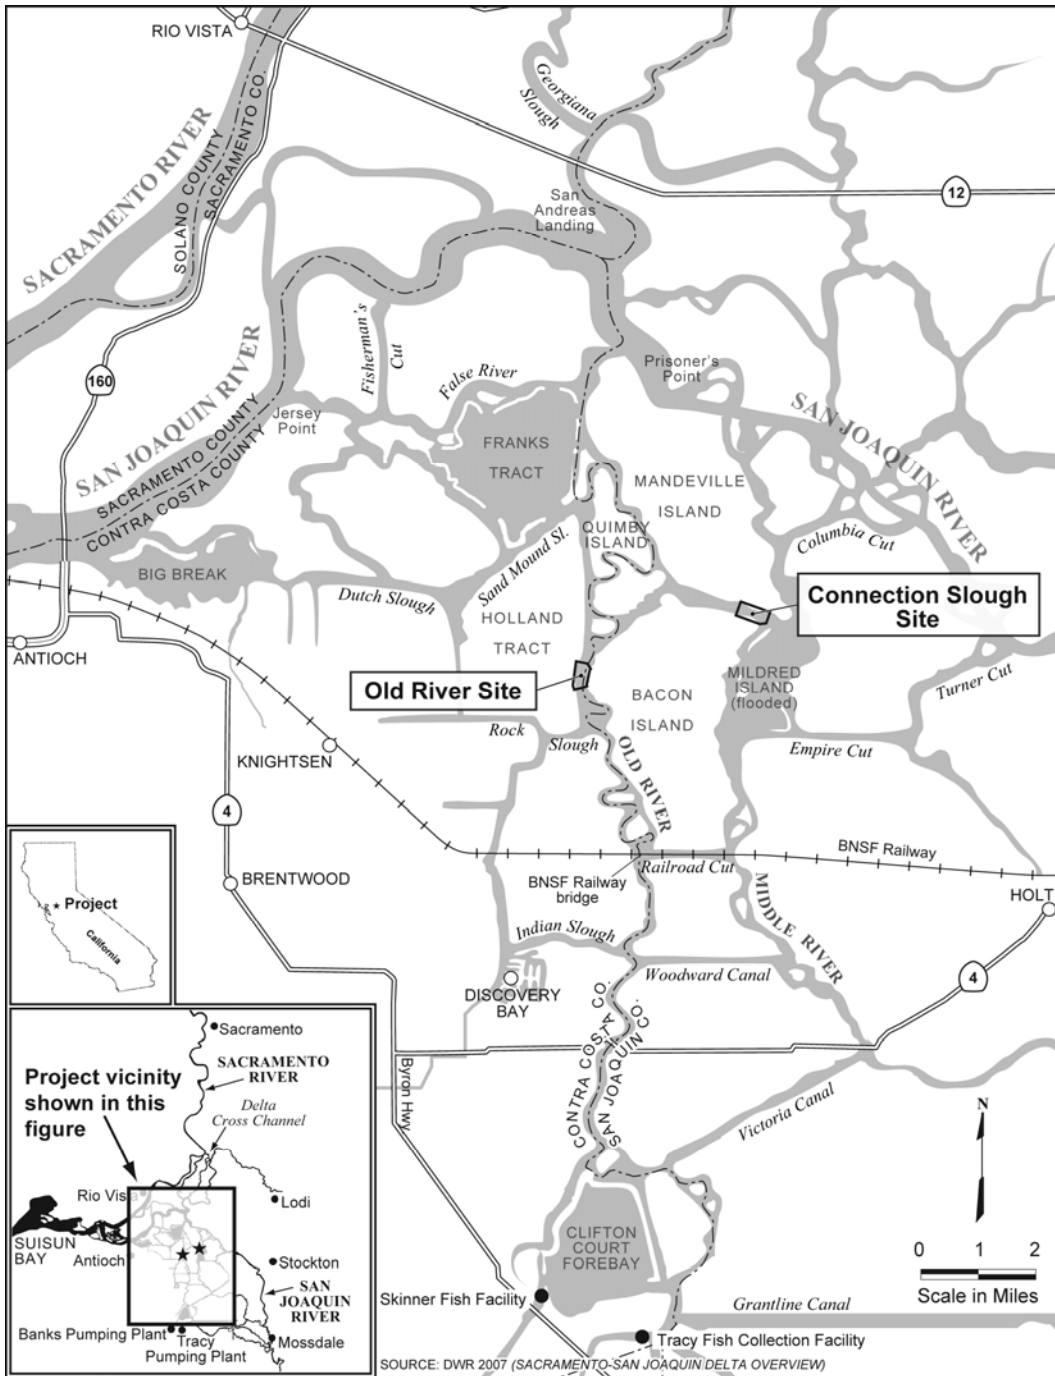 RIO VISTA
Georgiana
Slough
SACRAMENTO RIVER
SOLANO COUNTY
SACRAMENTO CO.
12
San
Andreas
Landing
160
Fisherman's
Cut
False River
Prisoner's
Point
SAN JOAQUIN RIVER
SACRAMENTO COUNTY
CONTRA COSTA COUNTY
Jersey
Point
FRANKS
TRACT
SAN JOAQUIN RIVER
MANDEVILLE
ISLAND
QUIMBY
ISLAND
Columbia Cut
Sand Mound Sl.
BIG BREAK
Dutch Slough
HOLLAND
TRACT
Connection Slough
Site
ANTIOCH
Old River Site
MILDRED
ISLAND
(flooded)
Turner Cut
BACON
ISLAND
Rock
Slough
Empire Cut
KNIGHTSEN
OLD RIVER
4
BNSF Railway
Railroad Cut
BNSF Railway
bridge
BRENTWOOD
HOLT
MIDDLE RIVER
Project
California
Indian Slough
Woodward Canal
4
DISCOVERY
BAY
CONTRA COSTA CO.
SAN JOAQUIN CO.
Byron Hwy
Victoria Canal
Sacramento
SACRAMENTO
RIVER
Project vicinity
shown in this
figure
Delta
Cross Channel
Rio Vista
Lodi
SUISUN
BAY
Antioch
Stockton
SAN
JOAQUIN
RIVER
Banks Pumping Plant
Tracy
Pumping Plant
Mossdale
N
CLIFTON
COURT
FOREBAY
0 1 2
Scale in Miles
Skinner Fish Facility
Grantline Canal
Tracy Fish Collection Facility
SOURCE: DWR 2007 (SACRAMENTO-SAN JOAQUIN DELTA OVERVIEW)